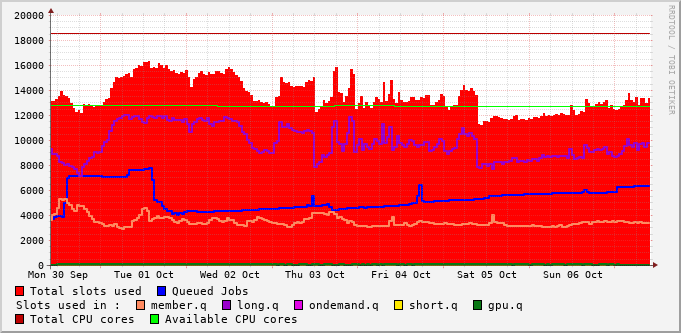 20000
18000
16000
14000
12000
10000
8000
6000
4000
2000
0
Mon 30 Sep Tue 01 Oct Wed 02 Oct Thu 03 Oct Fri 04 Oct Sat 05 Oct Sun 06 Oct
Total slots used Queued Jobs
Slots used in : member.q long.q ondemand.q short.q gpu.q
Total CPU cores Available CPU cores
RRDTOOL / TOBI OETIKER